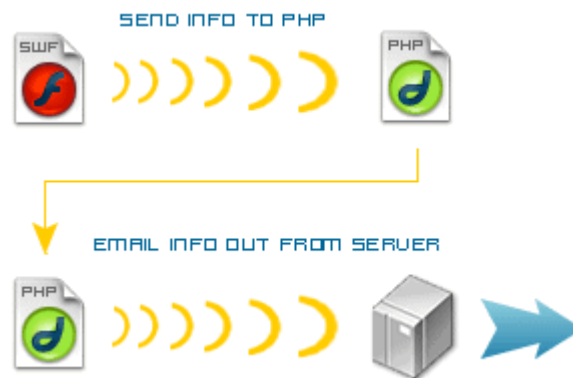 SEND INFO TO PHP
SWF
PHP
EMAIL INFO OUT FROM SERVER
PHP